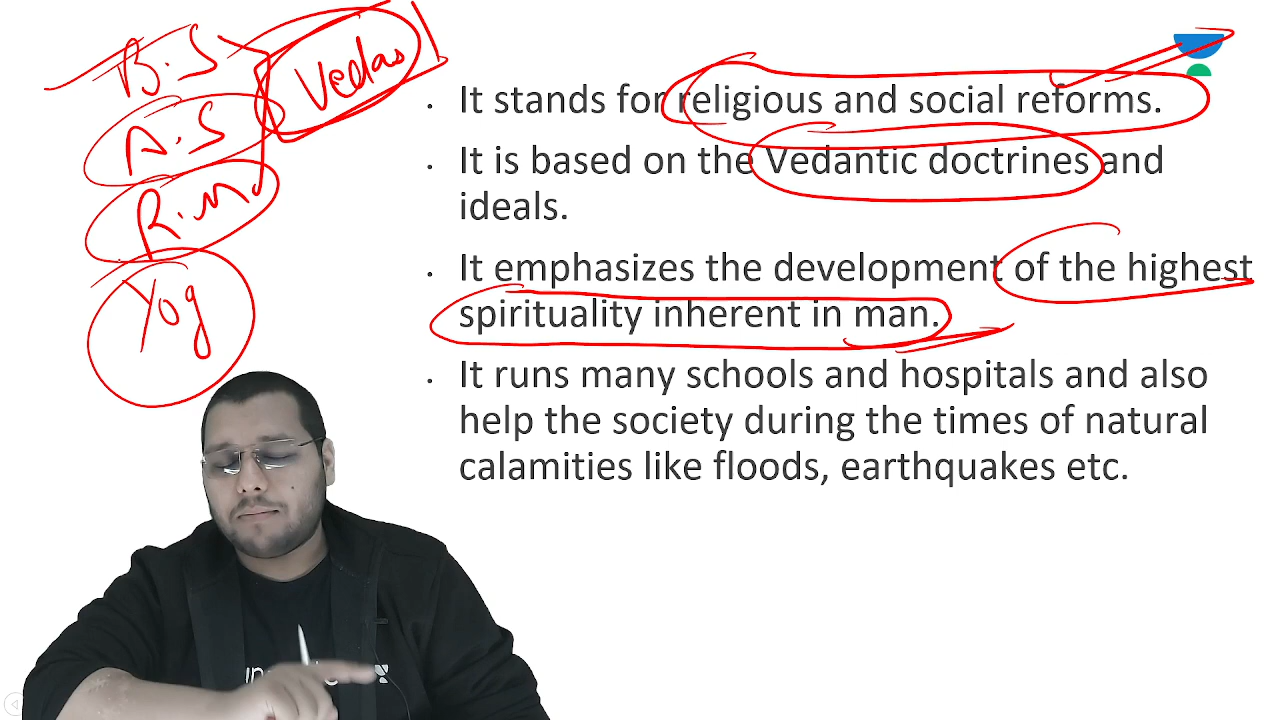 B.S
A.S
R.M
Yog
Vedas
It stands for religious and social reforms.
It is based on the Vedantic doctrines and
ideals.
It emphasizes the development of the highest
spirituality inherent in man.
It runs many schools and hospitals and also
help the society during the times of natural
calamities like floods, earthquakes etc.